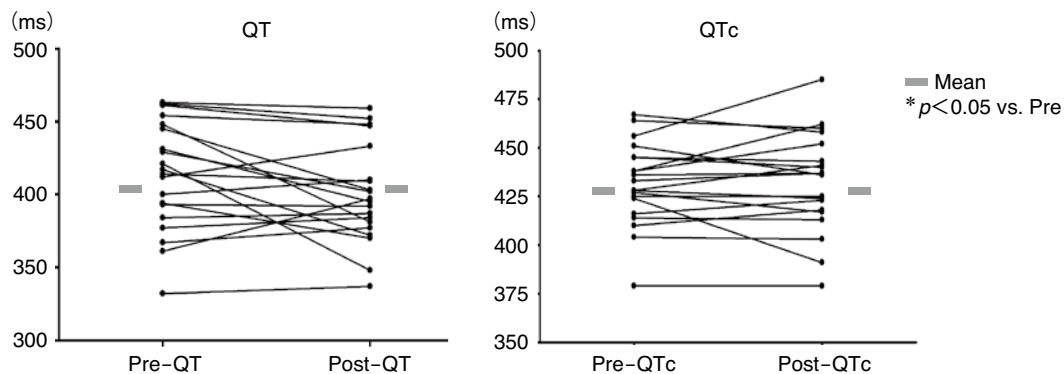 (ms)
QT
500
450
400
350
300
Pre-QT
Post-QT
(ms)
QTc
500
475
450
425
400
375
350
Pre-QTc
Post-QTc
Mean
*p<0.05 vs. Pre